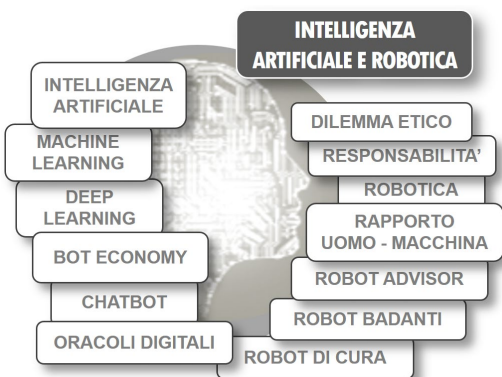 INTELLIGENZA
ARTIFICIALE E ROBOTICA
INTELLIGENZA
ARTIFICIALE
MACHINE
LEARNING
DEEP
LEARNING
BOT ECONOMY
CHATBOT
ORACOLI DIGITALI
DILEMMA ETICO
RESPONSABILITA'
ROBOTICA
RAPPORTO
UOMO - MACCHINA
ROBOT ADVISOR
ROBOT BADANTI
ROBOT DI CURA